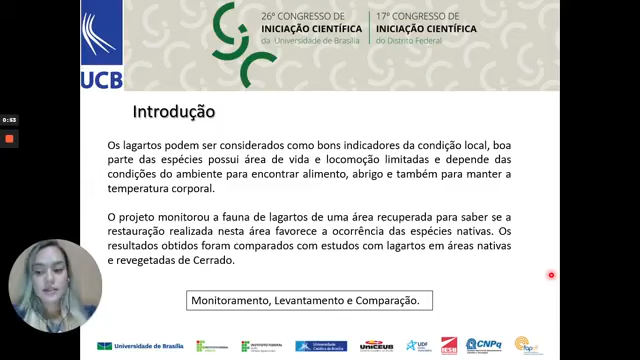 UCB
26º CONGRESSO DE
INICIAÇÃO CIENTÍFICA
da Universidade de Brasília
17º CONGRESSO DE
INICIAÇÃO CIENTÍFICA
do Distrito Federal
0:53
Introdução
Os lagartos podem ser considerados como bons indicadores da condição local, boa
parte das espécies possui área de vida e locomoção limitadas e depende das
condições do ambiente para encontrar alimento, abrigo e também para manter a
temperatura corporal.
O projeto monitorou a fauna de lagartos de uma área recuperada para saber se a
restauração realizada nesta área favorece a ocorrência das espécies nativas. Os
resultados obtidos foram comparados com estudos com lagartos em áreas nativas
e revegetadas de Cerrado.
Monitoramento, Levantamento e Comparação.
Universidade de Brasília
INSTITUTO FEDERAL
Universidade
Católica de Brasília
UniCEUB
UDF
ICSB
CNPq